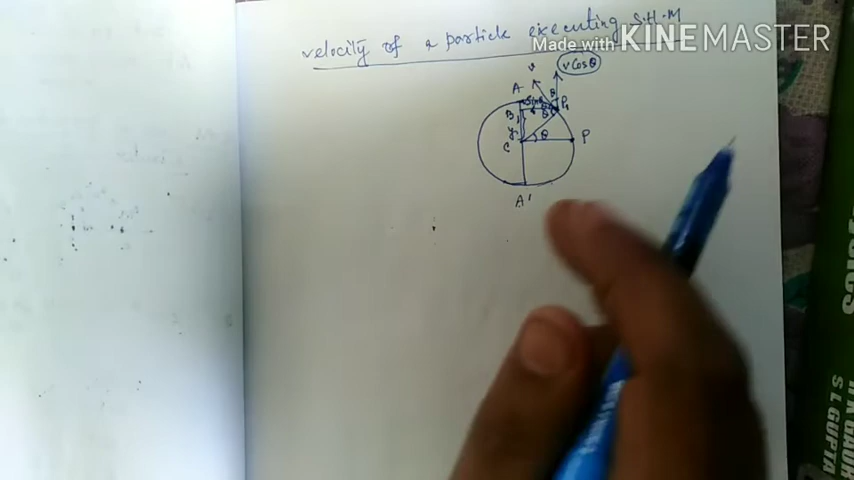 velocity of a particle executing S.H.M
Made with KINEMASTER
v
v cos θ
A
θ
P₁
B
y
θ
P
C
A'
S L GUPTA